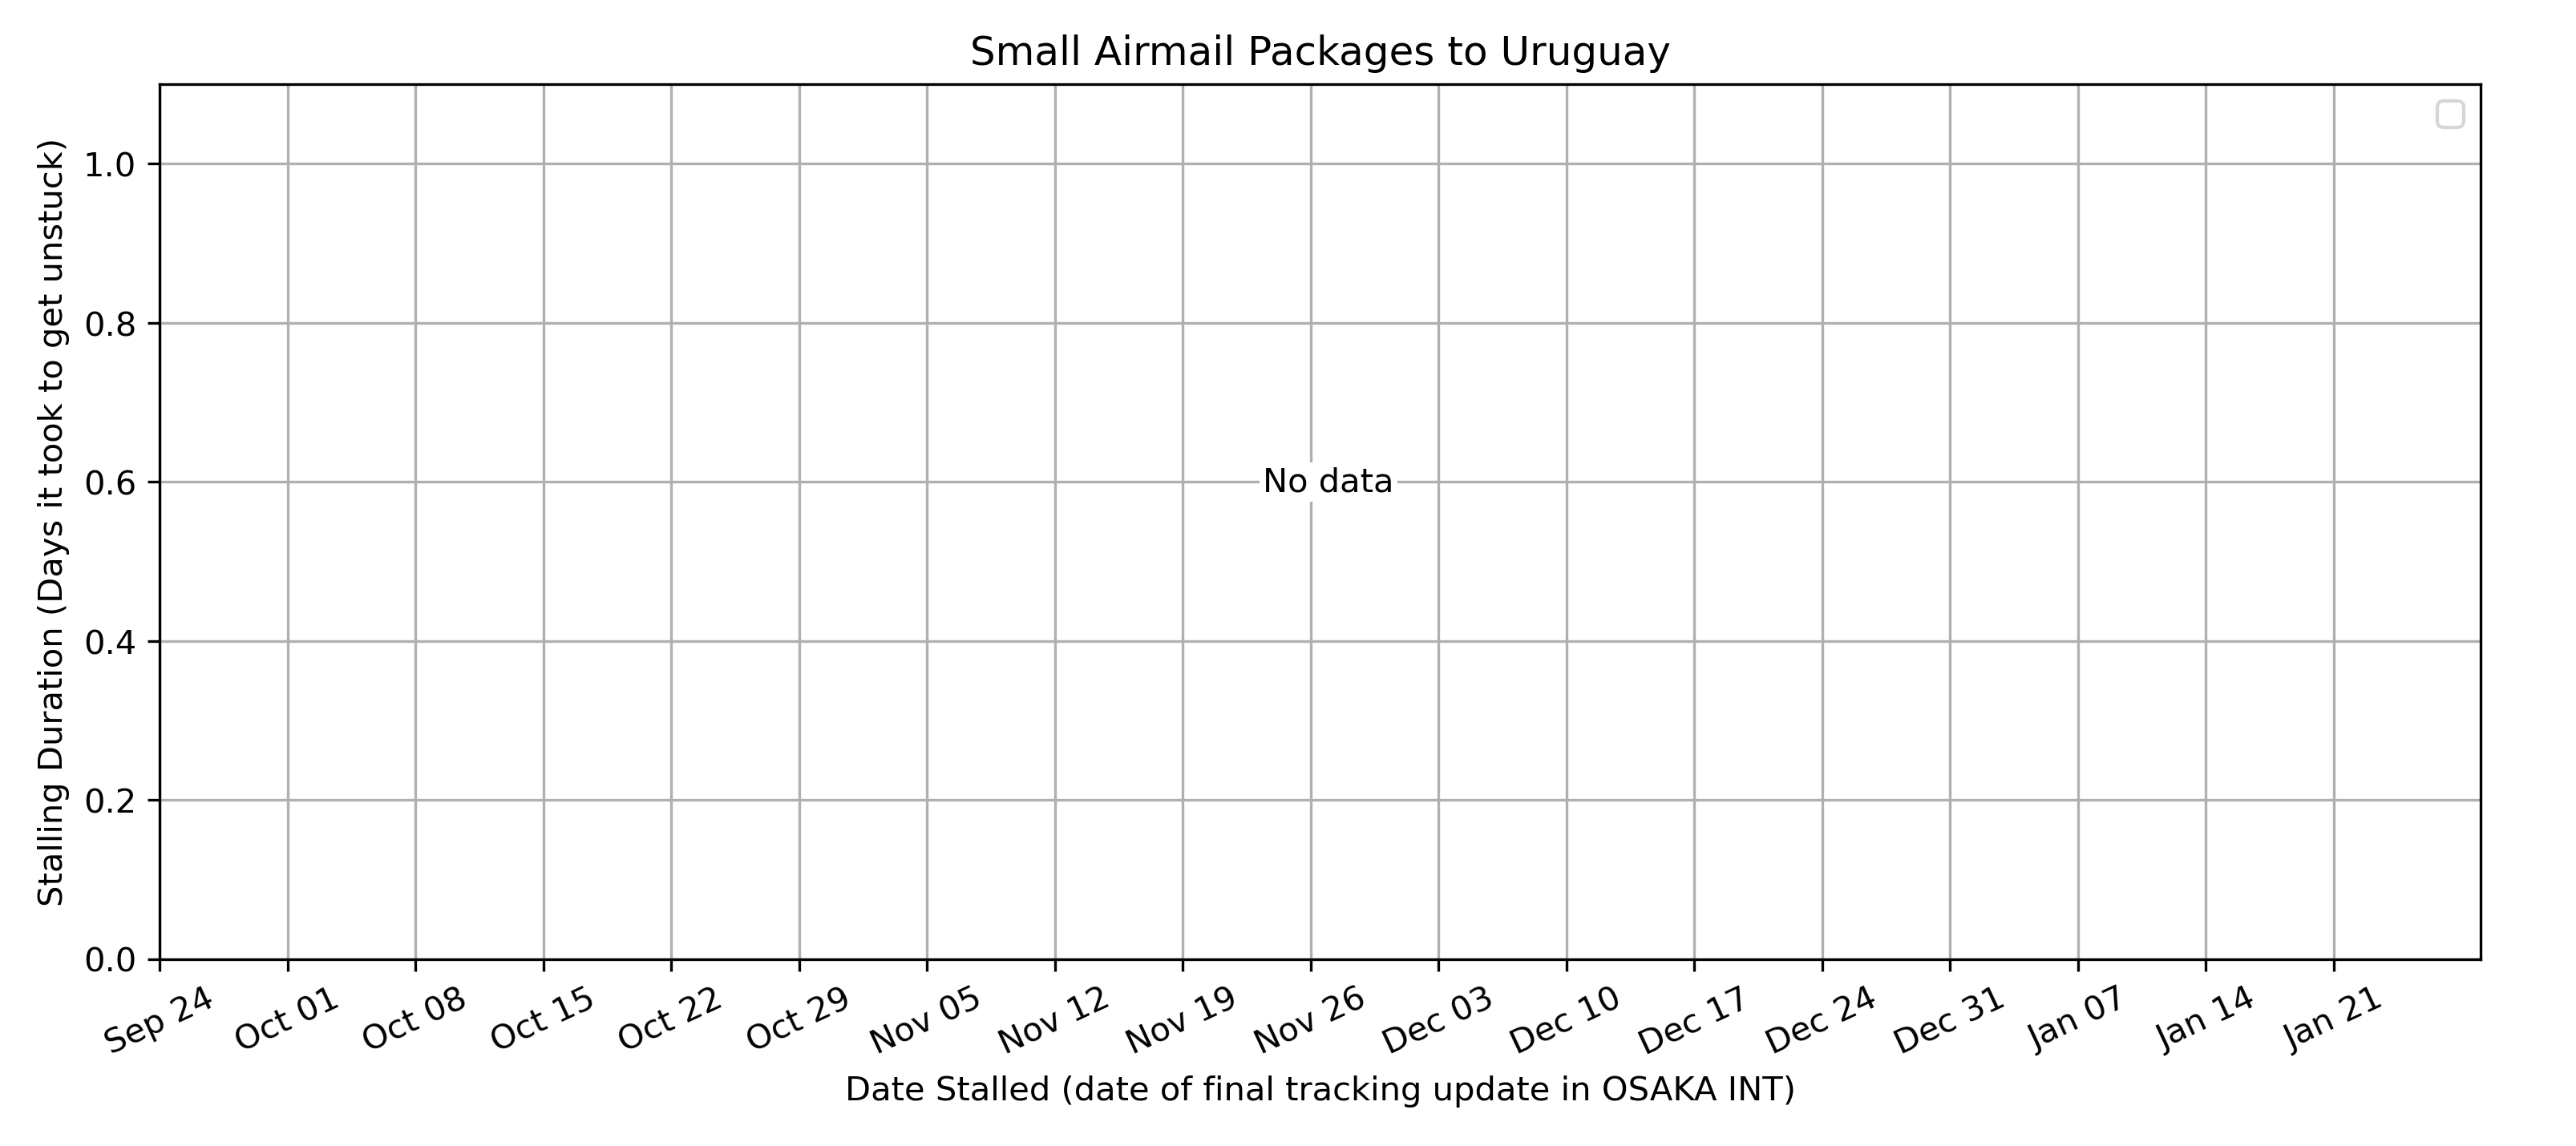 Small Airmail Packages to Uruguay
Stalling Duration (Days it took to get unstuck)
1.0
0.8
0.6
0.4
0.2
0.0
No data
Sep 24
Oct 01
Oct 08
Oct 15
Oct 22
Oct 29
Nov 05
Nov 12
Nov 19
Nov 26
Dec 03
Dec 10
Dec 17
Dec 24
Dec 31
Jan 07
Jan 14
Jan 21
Date Stalled (date of final tracking update in OSAKA INT)